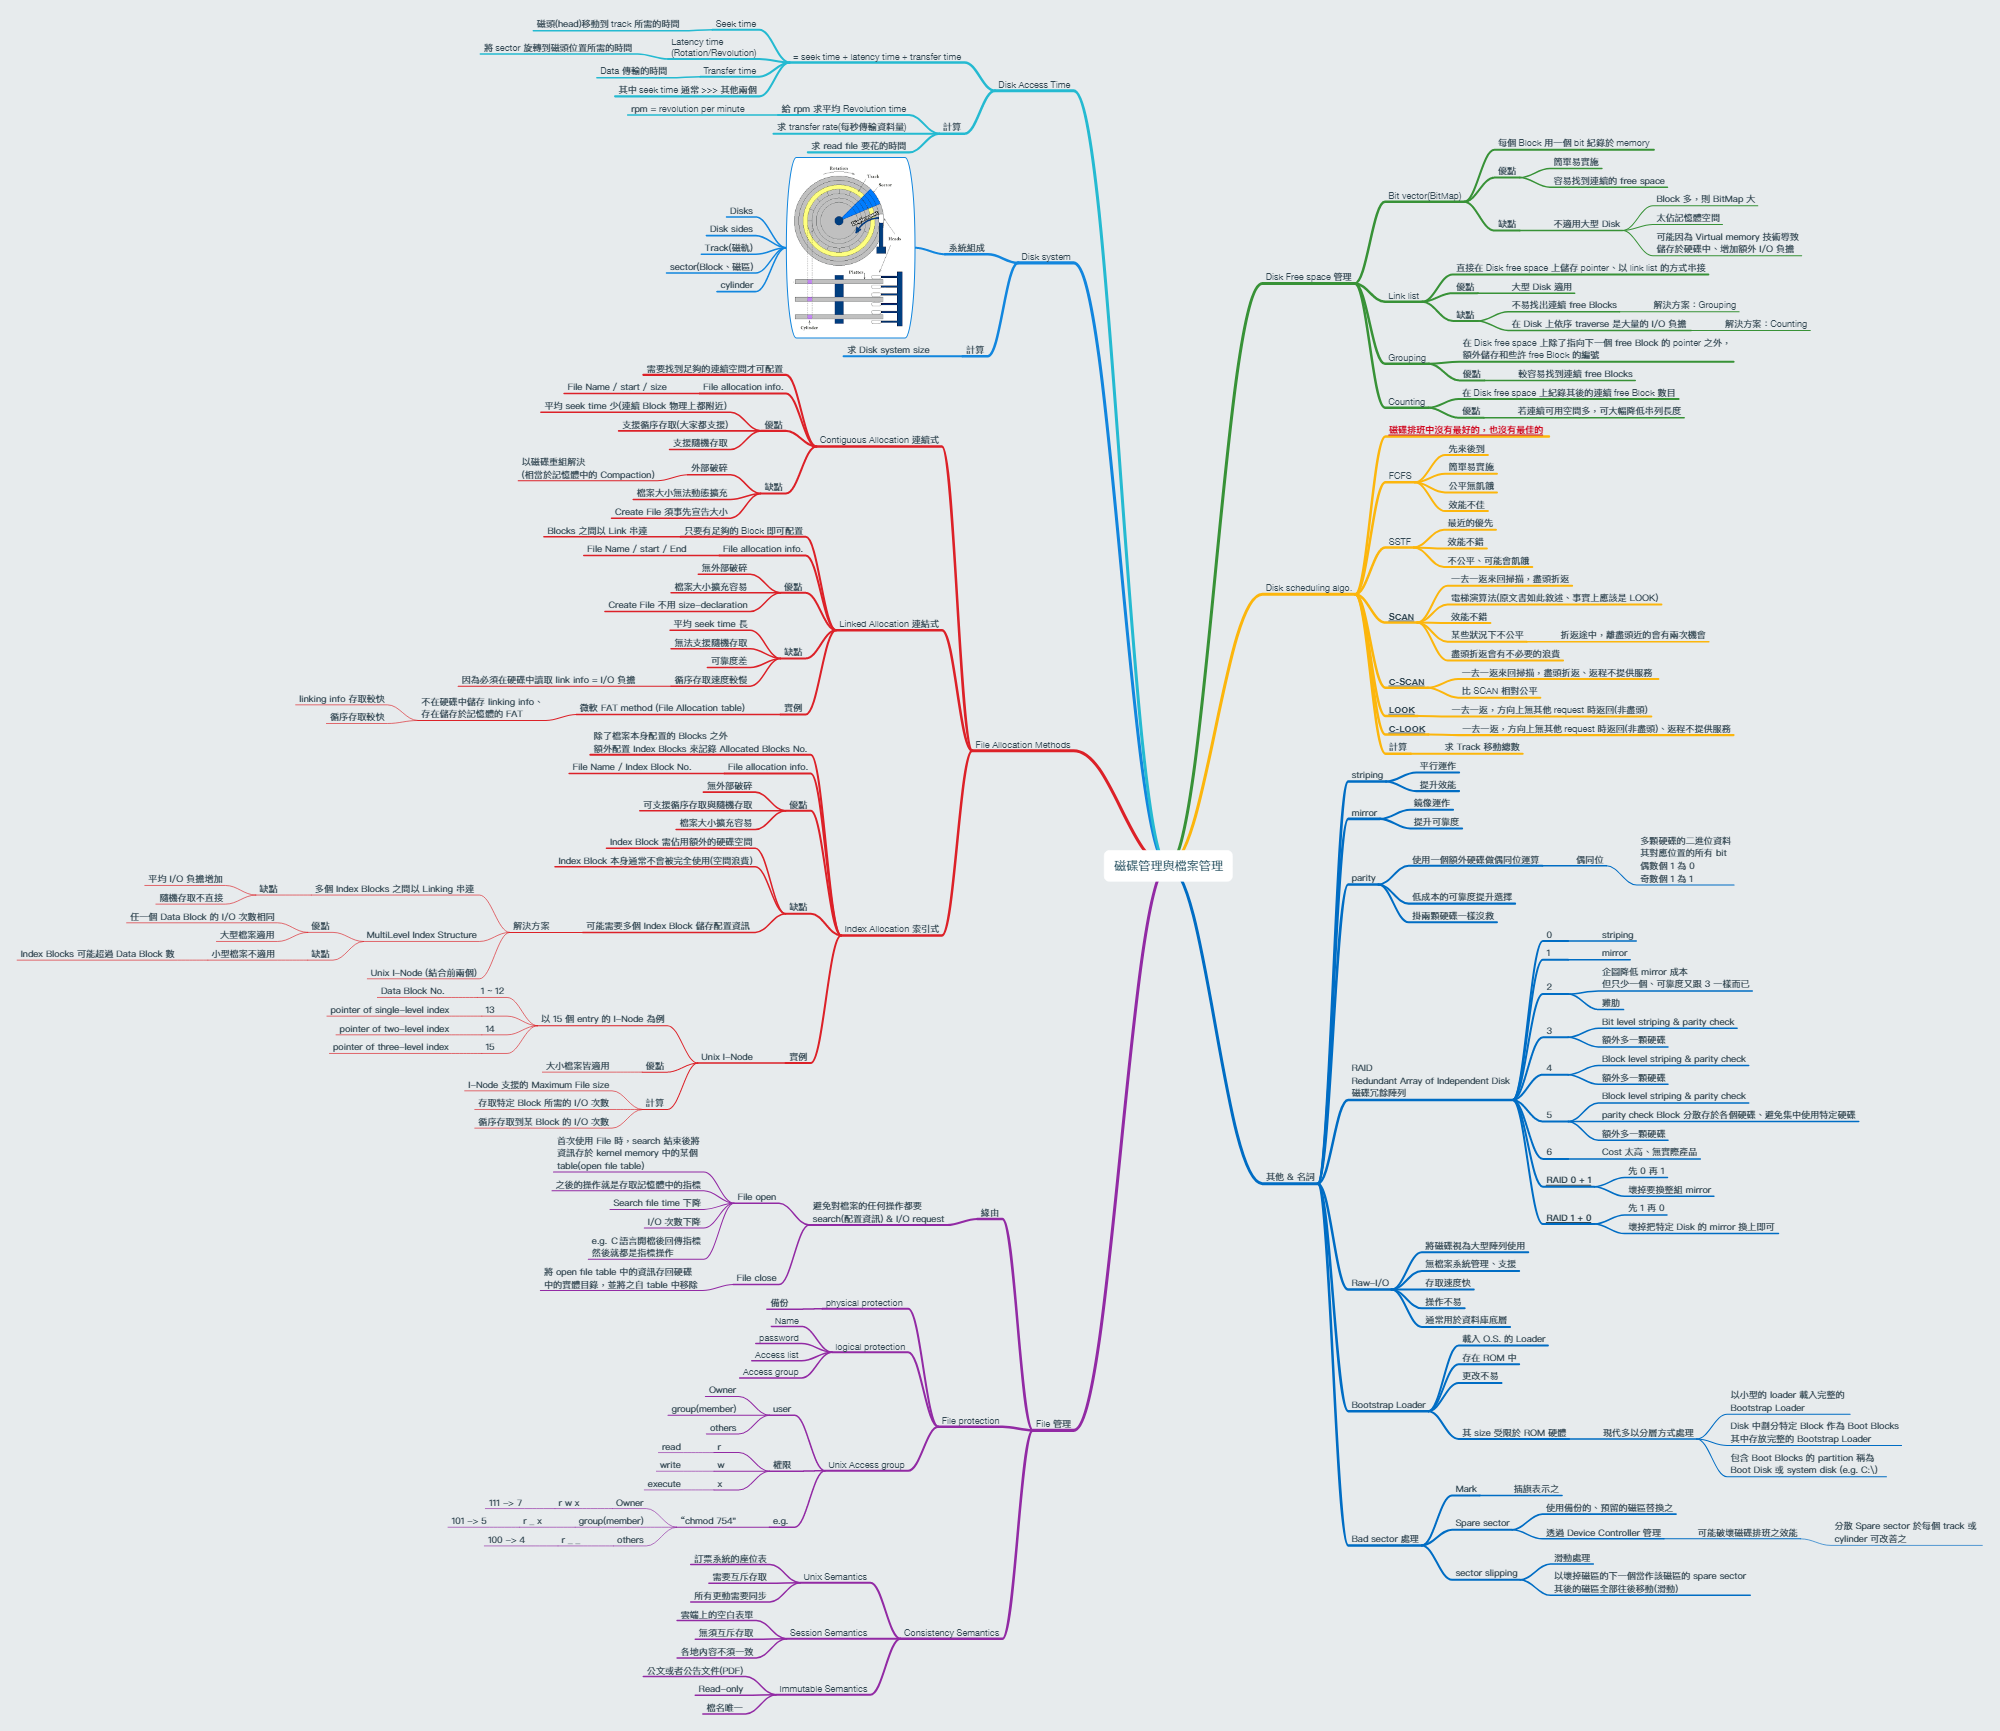 磁碟管理與檔案管理
Disk Access Time
= seek time + latency time + transfer time
Seek time
磁頭(head)移動到 track 所需的時間
Latency time
(Rotation/Revolution)
將 sector 旋轉到磁頭位置所需的時間
Transfer time
Data 傳輸的時間
其中 seek time 通常 >>> 其他兩個
計算
給 rpm 求平均 Revolution time
rpm = revolution per minute
求 transfer rate(每秒傳輸資料量)
求 read file 要花的時間
Disk system
系統組成
Rotation
Track
Sector
Heads
Platter
Cylinder
Disks
Disk sides
Track(磁軌)
sector(Block、磁區)
cylinder
計算
求 Disk system size
File Allocation Methods
Contiguous Allocation 連續式
需要找到足夠的連續空間才可配置
File allocation info.
File Name / start / size
優點
平均 seek time 少(連續 Block 物理上都附近)
支援循序存取(大家都支援)
支援隨機存取
缺點
外部破碎
以磁碟重組解決
(相當於記憶體中的 Compaction)
檔案大小無法動態擴充
Create File 須事先宣告大小
Linked Allocation 連結式
只要有足夠的 Block 即可配置
Blocks 之間以 Link 串連
File allocation info.
File Name / start / End
優點
無外部破碎
檔案大小擴充容易
Create File 不用 size-declaration
缺點
平均 seek time 長
無法支援隨機存取
可靠度差
循序存取速度較慢
因為必須在硬碟中讀取 link info = I/O 負擔
實例
微軟 FAT method (File Allocation table)
不在硬碟中儲存 linking info、
存在儲存於記憶體的 FAT
linking info 存取較快
循序存取較快
Index Allocation 索引式
除了檔案本身配置的 Blocks 之外
額外配置 Index Blocks 來記錄 Allocated Blocks No.
File allocation info.
File Name / Index Block No.
優點
無外部破碎
可支援循序存取與隨機存取
檔案大小擴充容易
缺點
Index Block 需佔用額外的硬碟空間
Index Block 本身通常不會被完全使用(空間浪費)
可能需要多個 Index Block 儲存配置資訊
解決方案
多個 Index Blocks 之間以 Linking 串連
缺點
平均 I/O 負擔增加
隨機存取不直接
MultiLevel Index Structure
優點
任一個 Data Block 的 I/O 次數相同
大型檔案適用
缺點
小型檔案不適用
Index Blocks 可能超過 Data Block 數
Unix I-Node (結合前兩個)
實例
Unix I-Node
以 15 個 entry 的 I-Node 為例
1 ~ 12
Data Block No.
13
pointer of single-level index
14
pointer of two-level index
15
pointer of three-level index
優點
大小檔案皆適用
計算
I-Node 支援的 Maximum File size
存取特定 Block 所需的 I/O 次數
循序存取到某 Block 的 I/O 次數
File 管理
緣由
避免對檔案的任何操作都要
search(配置資訊) & I/O request
File open
首次使用 File 時，search 結束後將
資訊存於 kernel memory 中的某個
table(open file table)
之後的操作就是存取記憶體中的指標
Search file time 下降
I/O 次數下降
e.g. C語言開檔後回傳指標
然後就都是指標操作
File close
將 open file table 中的資訊存回硬碟
中的實體目錄，並將之自 table 中移除
File protection
physical protection
備份
logical protection
Name
password
Access list
Access group
Unix Access group
user
Owner
group(member)
others
權限
r
read
w
write
x
execute
e.g.
"chmod 754"
Owner
r w x
111 -> 7
group(member)
r _ x
101 -> 5
others
r _ _
100 -> 4
Consistency Semantics
Unix Semantics
訂票系統的座位表
需要互斥存取
所有更動需要同步
Session Semantics
雲端上的空白表單
無須互斥存取
各地內容不須一致
Immutable Semantics
公文或者公告文件(PDF)
Read-only
檔名唯一
Disk Free space 管理
Bit vector(BitMap)
每個 Block 用一個 bit 紀錄於 memory
優點
簡單易實施
容易找到連續的 free space
缺點
不適用大型 Disk
Block 多，則 BitMap 大
太佔記憶體空間
可能因為 Virtual memory 技術導致
儲存於硬碟中、增加額外 I/O 負擔
Link list
直接在 Disk free space 上儲存 pointer、以 link list 的方式串接
優點
大型 Disk 適用
缺點
不易找出連續 free Blocks
解決方案：Grouping
在 Disk 上依序 traverse 是大量的 I/O 負擔
解決方案：Counting
Grouping
在 Disk free space 上除了指向下一個 free Block 的 pointer 之外，
額外儲存和些許 free Block 的編號
優點
較容易找到連續 free Blocks
Counting
在 Disk free space 上紀錄其後的連續 free Block 數目
優點
若連續可用空間多，可大幅降低串列長度
Disk scheduling algo.
磁碟排班中沒有最好的，也沒有最佳的
FCFS
先來後到
簡單易實施
公平無飢餓
效能不佳
SSTF
最近的優先
效能不錯
不公平、可能會飢餓
SCAN
一去一返來回掃描，盡頭折返
電梯演算法(原文書如此敘述、事實上應該是 LOOK)
效能不錯
某些狀況下不公平
折返途中，離盡頭近的會有兩次機會
盡頭折返會有不必要的浪費
C-SCAN
一去一返來回掃描，盡頭折返、返程不提供服務
比 SCAN 相對公平
LOOK
一去一返，方向上無其他 request 時返回(非盡頭)
C-LOOK
一去一返，方向上無其他 request 時返回(非盡頭)、返程不提供服務
計算
求 Track 移動總數
其他 & 名詞
striping
平行運作
提升效能
mirror
鏡像運作
提升可靠度
parity
使用一個額外硬碟做偶同位運算
偶同位
多顆硬碟的二進位資料
其對應位置的所有 bit
偶數個 1 為 0
奇數個 1 為 1
低成本的可靠度提升選擇
掛兩顆硬碟一樣沒救
RAID
Redundant Array of Independent Disk
磁碟冗餘陣列
0
striping
1
mirror
2
企圖降低 mirror 成本
但只少一個、可靠度又跟 3 一樣而已
雞肋
3
Bit level striping & parity check
額外多一顆硬碟
4
Block level striping & parity check
額外多一顆硬碟
5
Block level striping & parity check
parity check Block 分散存於各個硬碟、避免集中使用特定硬碟
額外多一顆硬碟
6
Cost 太高、無實際產品
RAID 0 + 1
先 0 再 1
壞掉要換整組 mirror
RAID 1 + 0
先 1 再 0
壞掉把特定 Disk 的 mirror 換上即可
Raw-I/O
將磁碟視為大型陣列使用
無檔案系統管理、支援
存取速度快
操作不易
通常用於資料庫底層
Bootstrap Loader
載入 O.S. 的 Loader
存在 ROM 中
更改不易
其 size 受限於 ROM 硬體
現代多以分層方式處理
以小型的 loader 載入完整的
Bootstrap Loader
Disk 中劃分特定 Block 作為 Boot Blocks
其中存放完整的 Bootstrap Loader
包含 Boot Blocks 的 partition 稱為
Boot Disk 或 system disk (e.g. C:\)
Bad sector 處理
Mark
插旗表示之
Spare sector
使用備份的、預留的磁區替換之
透過 Device Controller 管理
可能破壞磁碟排班之效能
分散 Spare sector 於每個 track 或
cylinder 可改善之
sector slipping
滑動處理
以壞掉磁區的下一個當作該磁區的 spare sector
其後的磁區全部往後移動(滑動)